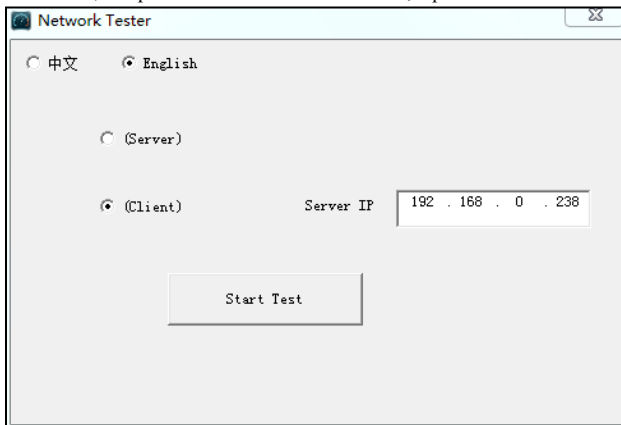 Network Tester
中文 English
(Server)
(Client) Server IP 192 . 168 . 0 . 238
Start Test